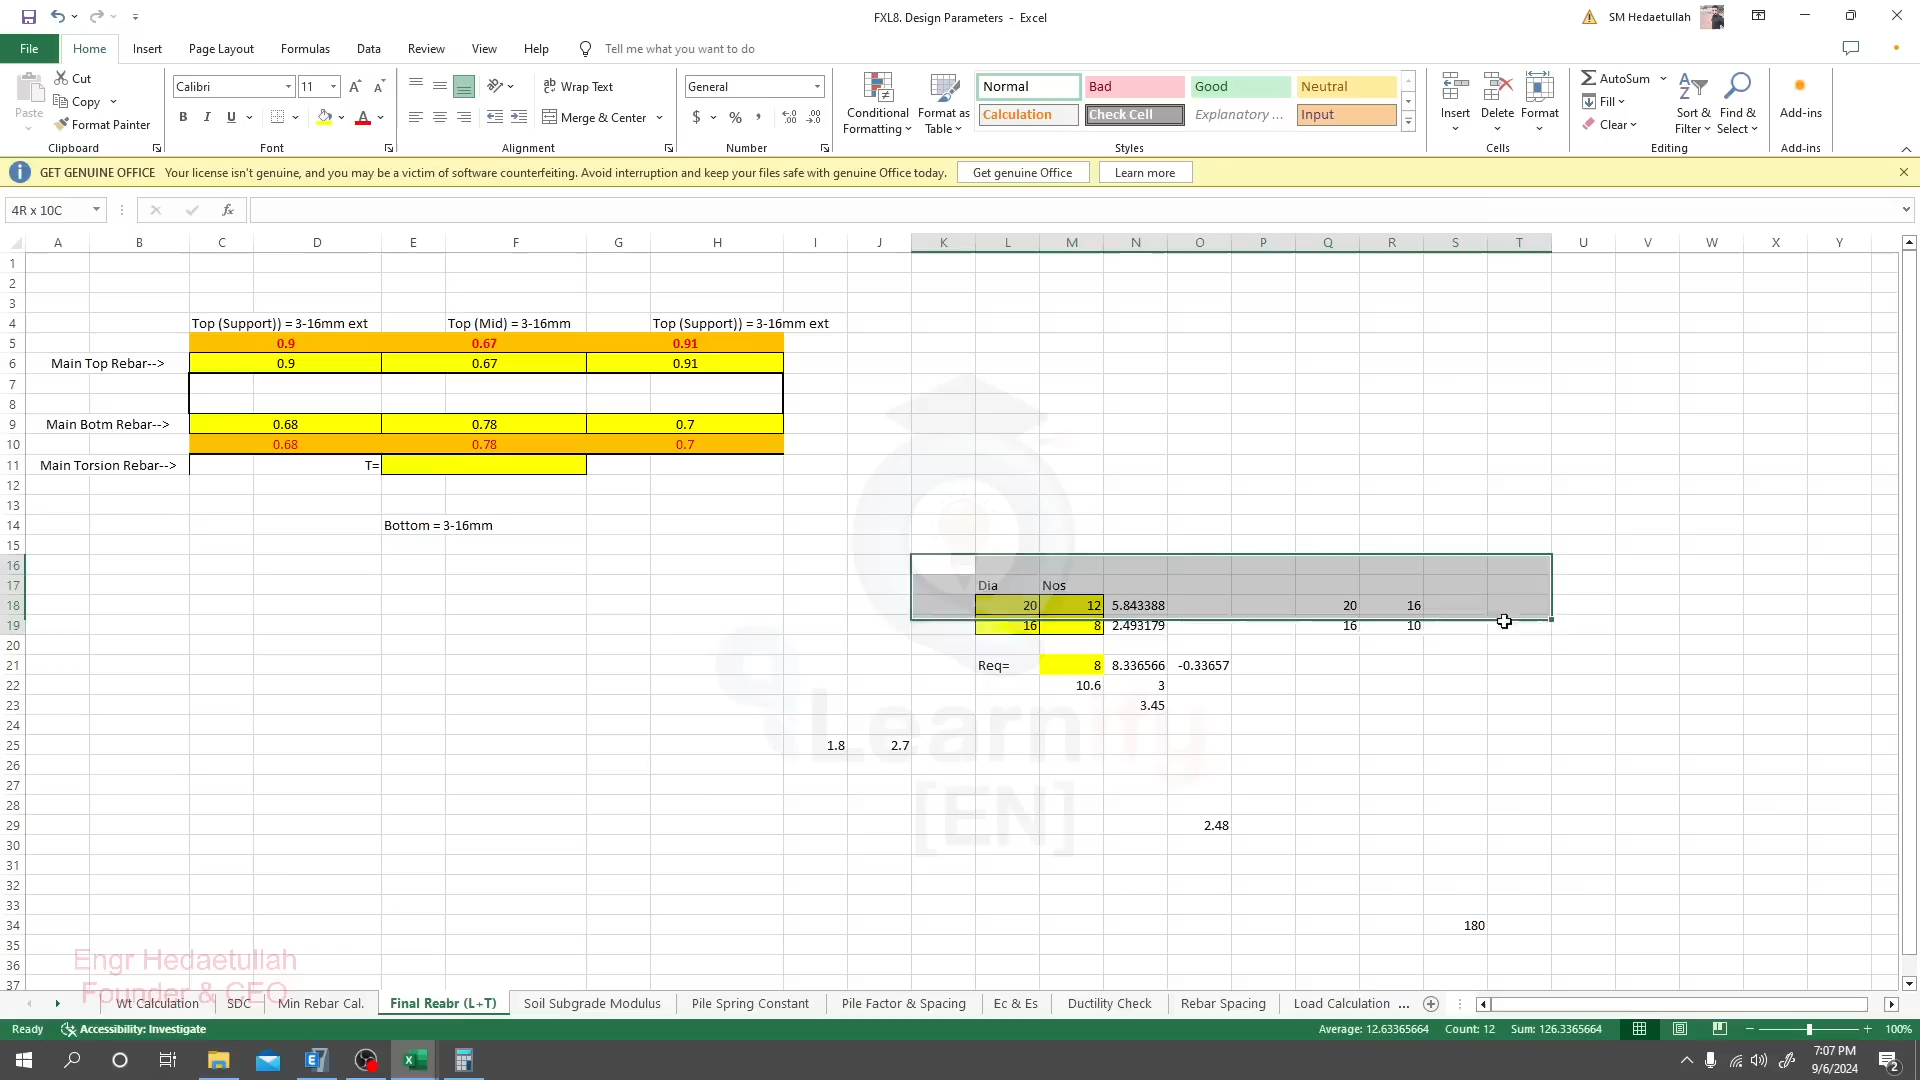 FXL8. Design Parameters - Excel
SM Hedaetullah
File Home Insert Page Layout Formulas Data Review View Help Tell me what you want to do
Cut
Copy
Format Painter
Paste
Clipboard
Calibri 11
B I U
Font
Wrap Text
Merge & Center
Alignment
General
$ % ,
Number
Conditional Formatting
Format as Table
Normal Bad Good Neutral
Calculation Check Cell Explanatory ... Input
Styles
Insert Delete Format
Cells
AutoSum
Fill
Clear
Sort & Filter
Find & Select
Editing
Add-ins
Add-ins
GET GENUINE OFFICE Your license isn't genuine, and you may be a victim of software counterfeiting. Avoid interruption and keep your files safe with genuine Office today. Get genuine Office Learn more
4R x 10C fx
A B C D E F G H I J K L M N O P Q R S T U V W X Y
1
2
3
4 Top (Support)) = 3-16mm ext Top (Mid) = 3-16mm Top (Support)) = 3-16mm ext
5 0.9 0.67 0.91
6 Main Top Rebar--> 0.9 0.67 0.91
7
8
9 Main Botm Rebar--> 0.68 0.78 0.7
10 0.68 0.78 0.7
11 Main Torsion Rebar--> T=
12
13
14 Bottom = 3-16mm
15
16
17 Dia Nos
18 20 12 5.843388 20 16
19 16 8 2.493179 16 10
20
21 Req= 8 8.336566 -0.33657
22 10.6 3
23 3.45
24
25 1.8 2.7
26
27
28
29 2.48
30
31
32
33
34 180
35
36
37
Learnify
[EN]
Engr Hedaetullah
Founder & CEO
Wt Calculation SDC Min Rebar Cal. Final Reabr (L+T) Soil Subgrade Modulus Pile Spring Constant Pile Factor & Spacing Ec & Es Ductility Check Rebar Spacing Load Calculation ...
Ready Accessibility: Investigate Average: 12.63365664 Count: 12 Sum: 126.3365664 100%
7:07 PM
9/6/2024
2